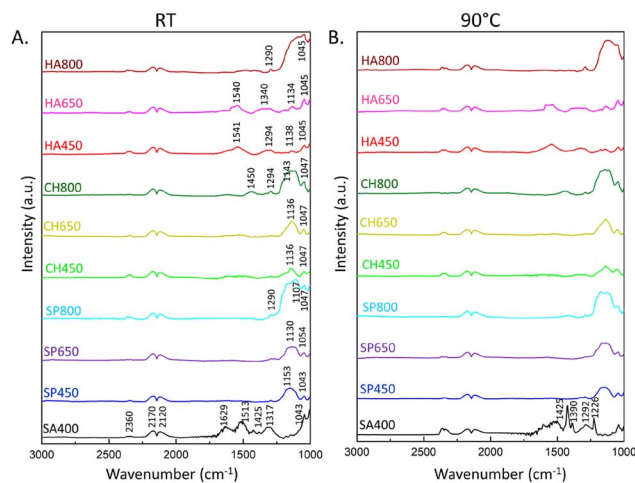 RT
90°C
A.
B.
HA800
1290
1045
HA650
1540
1340
1134
1045
HA450
1541
1294
1138
1045
CH800
1450
1294
1143
1047
CH650
1136
1047
CH450
1136
1047
SP800
1290
1107
1047
SP650
1130
1054
SP450
1153
1043
SA400
2360
2170
2120
1629
1513
1425
1317
1043
3000
2500
2000
1500
1000
Wavenumber (cm-1)
Intensity (a.u.)
HA800
HA650
HA450
CH800
CH650
CH450
SP800
SP650
SP450
SA400
1425
1390
1292
1226
3000
2500
2000
1500
1000
Wavenumber (cm-1)
Intensity (a.u.)